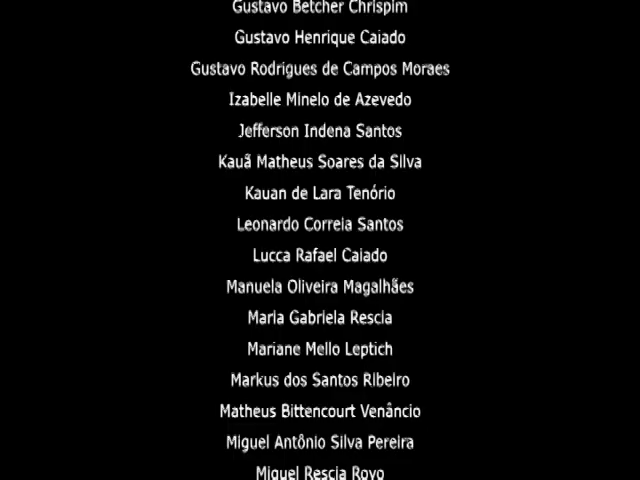 Gustavo Betcher Chrispim
Gustavo Henrique Caiado
Gustavo Rodrigues de Campos Moraes
Izabelle Minelo de Azevedo
Jefferson Indena Santos
Kauã Matheus Soares da Silva
Kauan de Lara Tenório
Leonardo Correia Santos
Lucca Rafael Caiado
Manuela Oliveira Magalhães
Maria Gabriela Rescia
Mariane Mello Leptich
Markus dos Santos Ribeiro
Matheus Bittencourt Venâncio
Miguel Antônio Silva Pereira
Miguel Rescia Royo